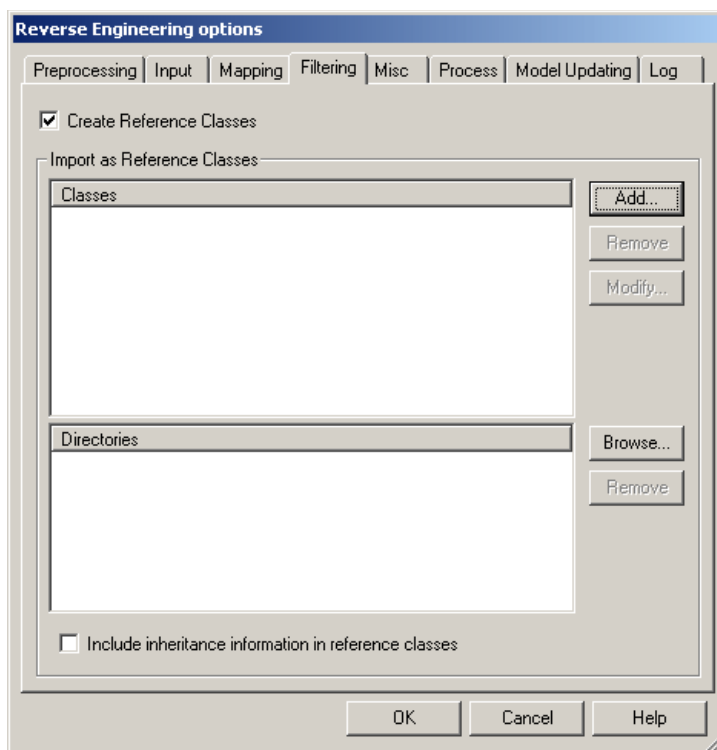 Reverse Engineering options
Preprocessing Input Mapping Filtering Misc Process Model Updating Log
Create Reference Classes
Import as Reference Classes
Classes
Add...
Remove
Modify...
Directories
Browse...
Remove
Include inheritance information in reference classes
OK Cancel Help